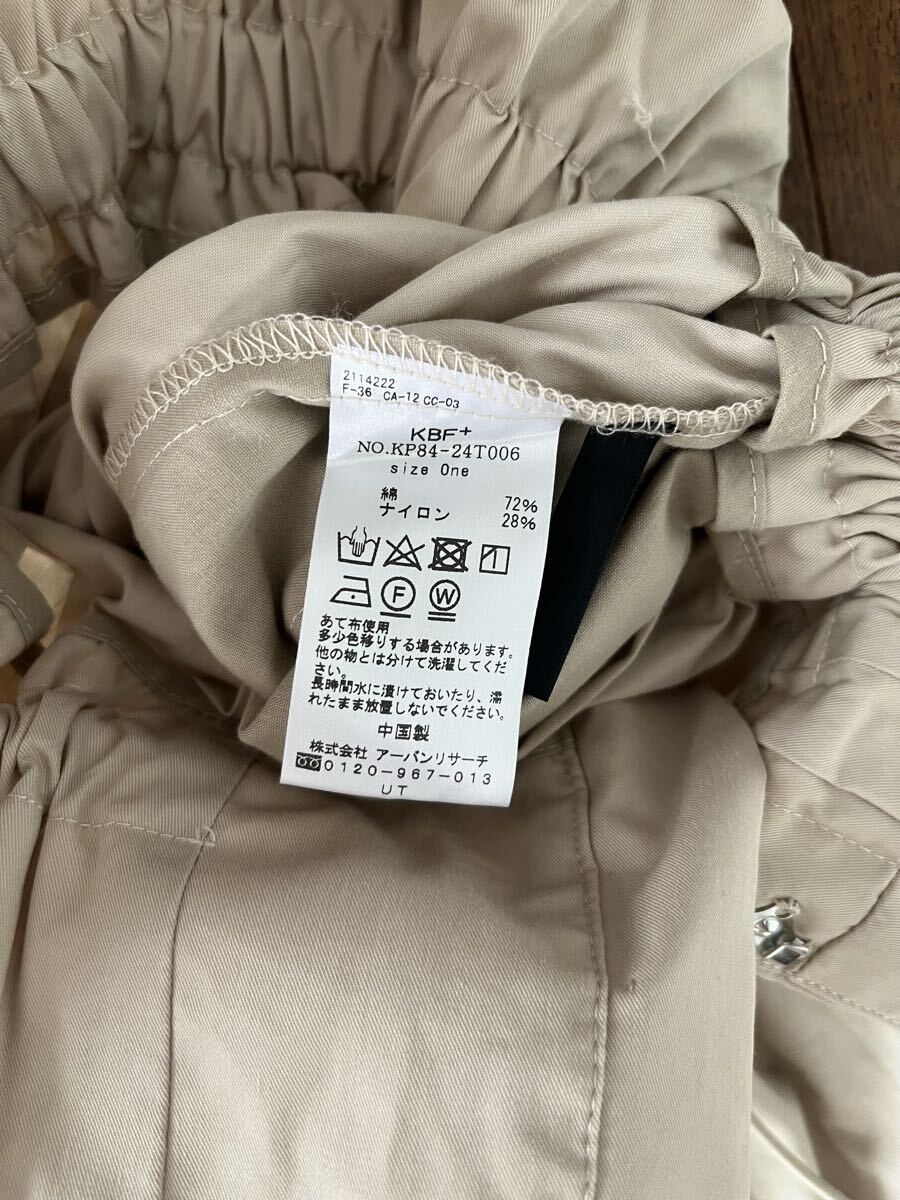 2114222
F-36 CA-12 CC-03
KBF+
NO.KP84-24T006
size One
綿 72%
ナイロン 28%
F W
あて布使用
多少色移りする場合があります。
他の物とは分けて洗濯してくだ
さい。
長時間水に漬けておいたり、濡
れたまま放置しないでください。
中国製
株式会社 アーバンリサーチ
0120-967-013
UT